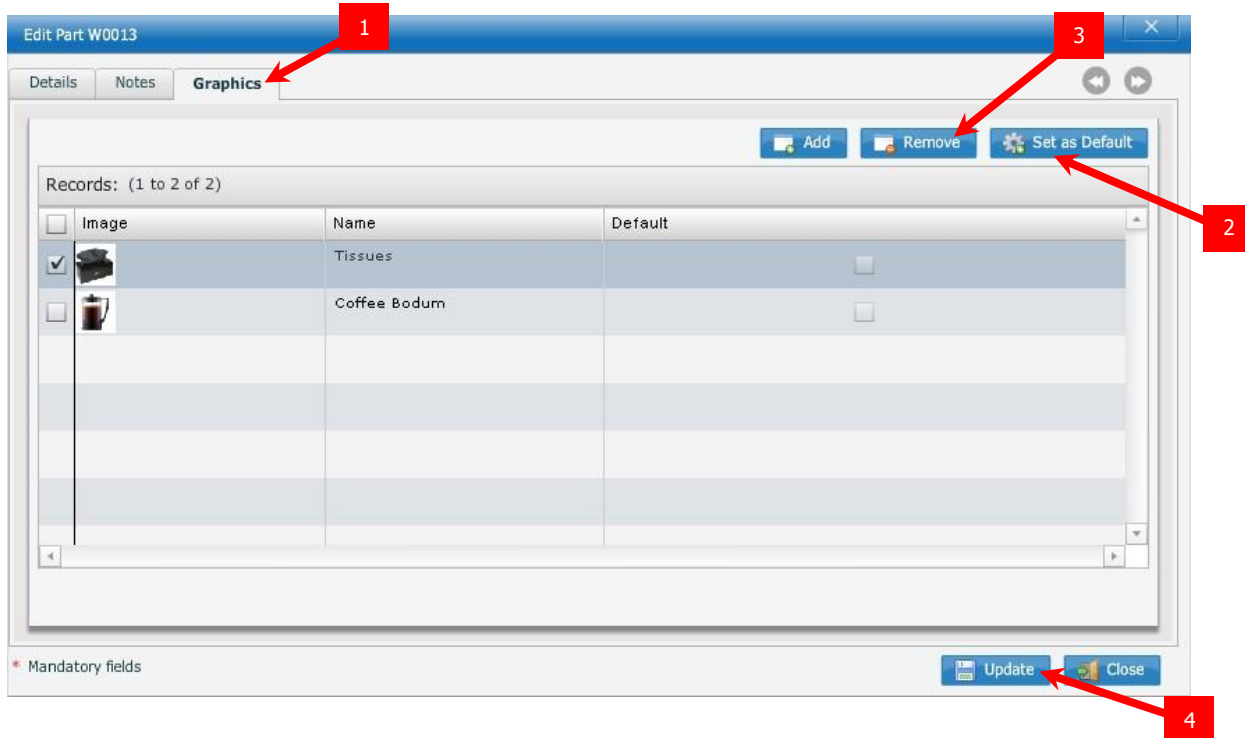 1
Edit Part W0013
3
Details Notes Graphics
Add Remove Set as Default
Records: (1 to 2 of 2)
2
Image Name Default
Tissues
Coffee Bodum
* Mandatory fields
Update Close
4